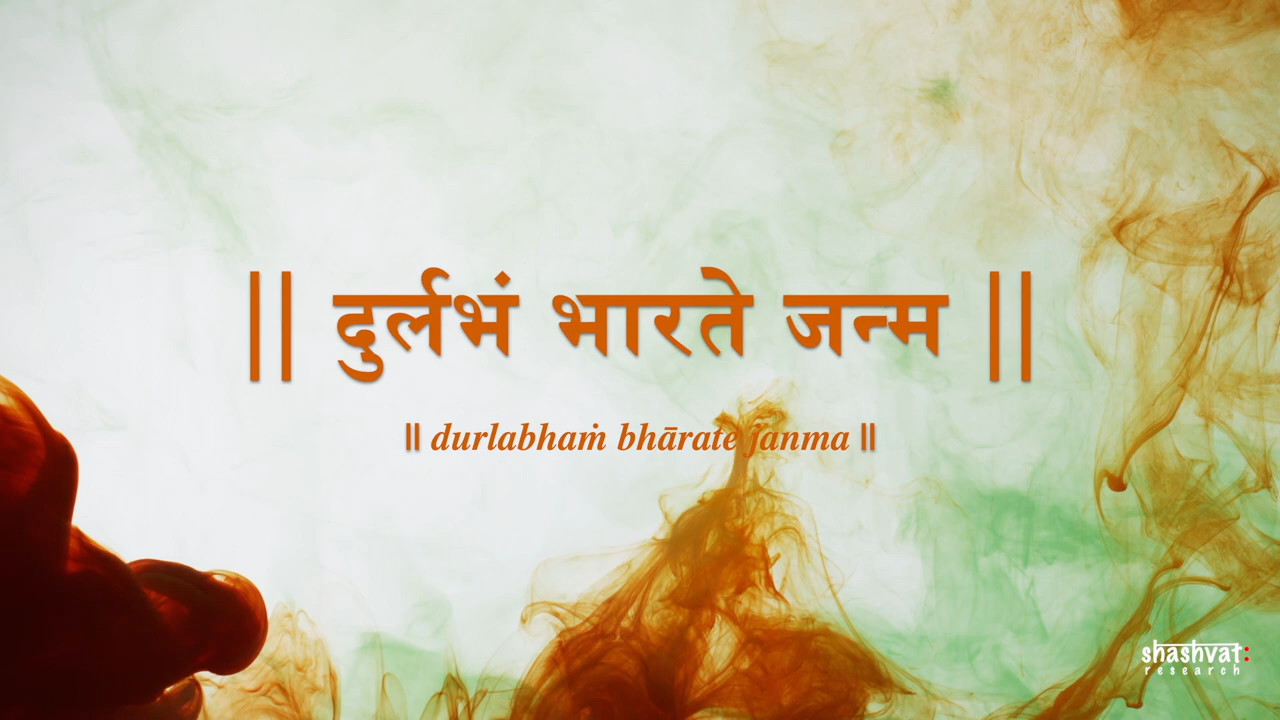 || दुर्लभं भारते जन्म ||
|| durlabhaṁ bhārate janma ||
shashvat:
research